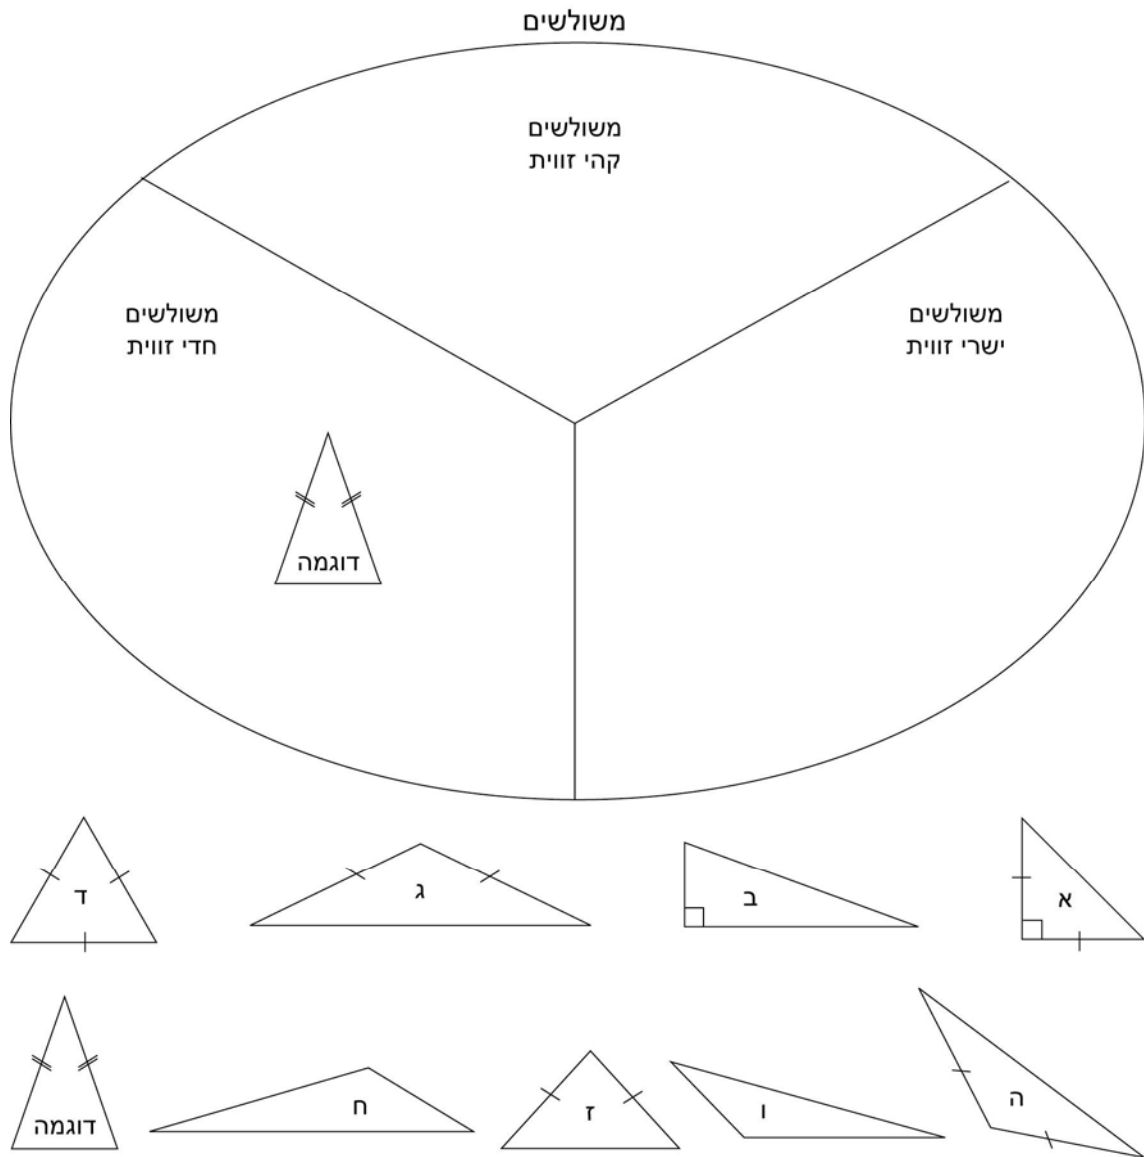 משולשים
משולשים
קהי זווית
משולשים
ישרי זווית
משולשים
חדי זווית
דוגמה
א
ב
ג
ד
ה
ו
ז
ח
דוגמה